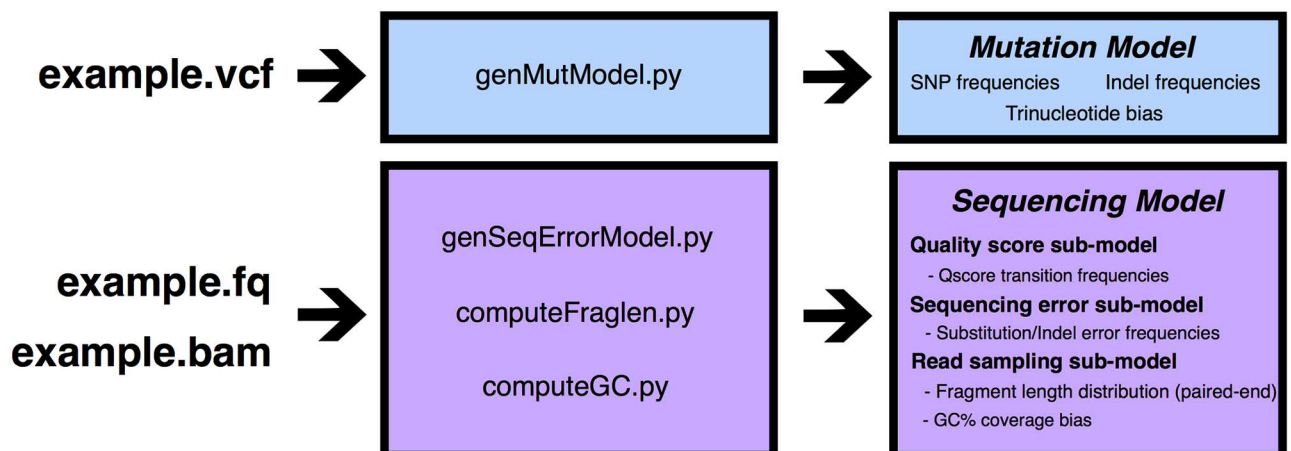 example.vcf
genMutModel.py
Mutation Model
SNP frequencies
Indel frequencies
Trinucleotide bias
example.fq
example.bam
genSeqErrorModel.py
computeFraglen.py
computeGC.py
Sequencing Model
Quality score sub-model
- Qscore transition frequencies
Sequencing error sub-model
- Substitution/Indel error frequencies
Read sampling sub-model
- Fragment length distribution (paired-end)
- GC% coverage bias